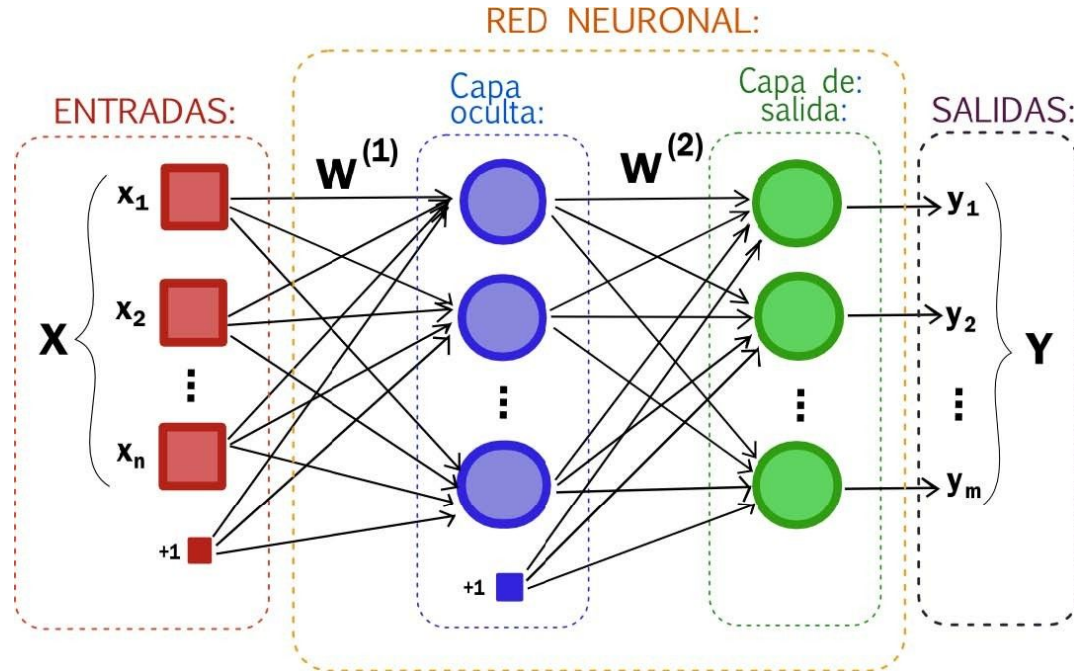 RED NEURONAL:
ENTRADAS:
Capa
oculta:
Capa de:
salida:
SALIDAS:
W(1)
W(2)
x1
y1
x2
y2
X
Y
⋮
⋮
⋮
⋮
xn
ym
+1
+1